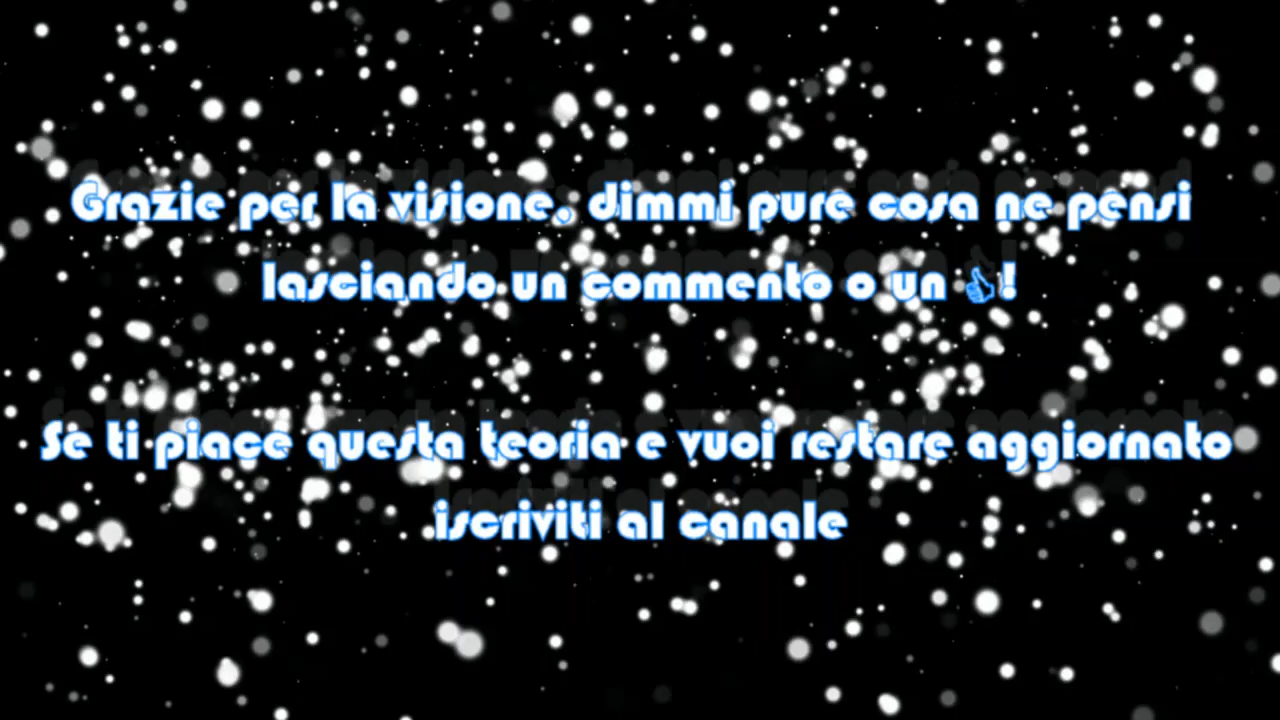 Grazie per la visione, dimmi pure cosa ne pensi
lasciando un commento o un 👍!
Se ti piace questa teoria e vuoi restare aggiornato
iscriviti al canale